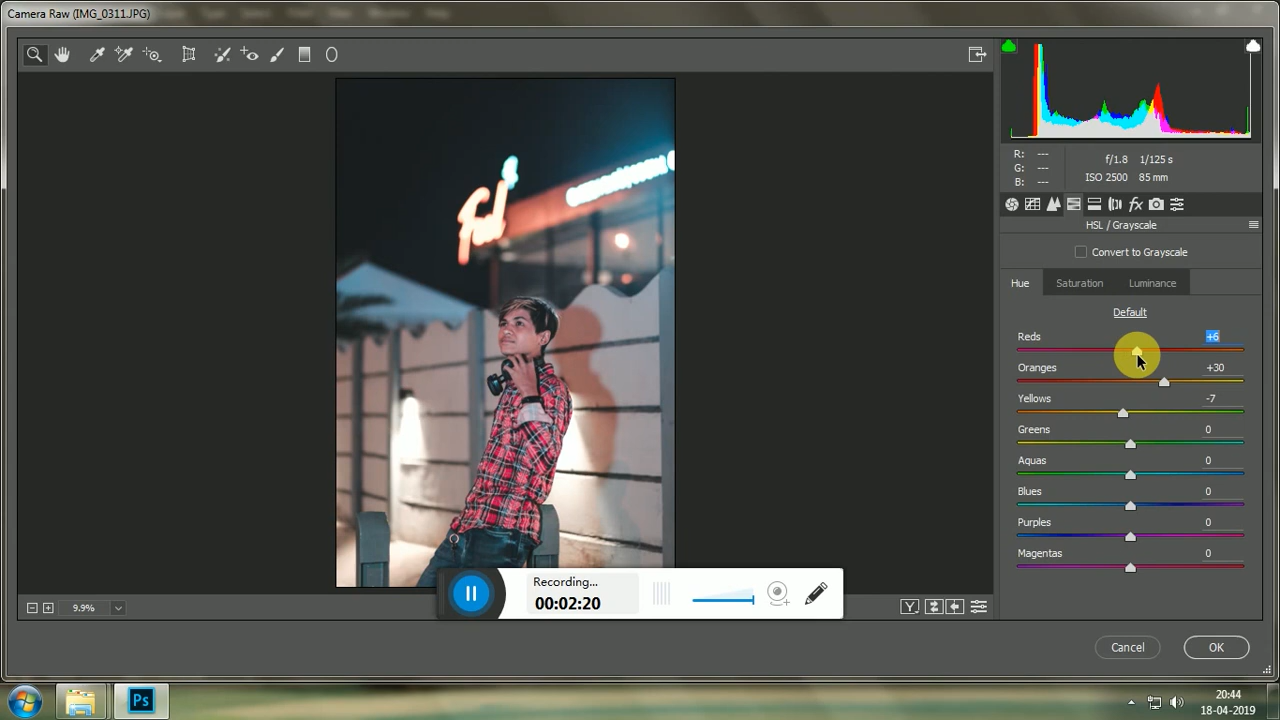 Camera Raw (IMG_0311.JPG)
R: ---
G: ---
B: ---
f/1.8 1/125 s
ISO 2500 85 mm
fx
HSL / Grayscale
Convert to Grayscale
Hue Saturation Luminance
Default
Reds +6
Oranges +30
Yellows -7
Greens 0
Aquas 0
Blues 0
Purples 0
Magentas 0
Recording...
00:02:20
9.9%
Y
Cancel OK
Ps
20:44
18-04-2019